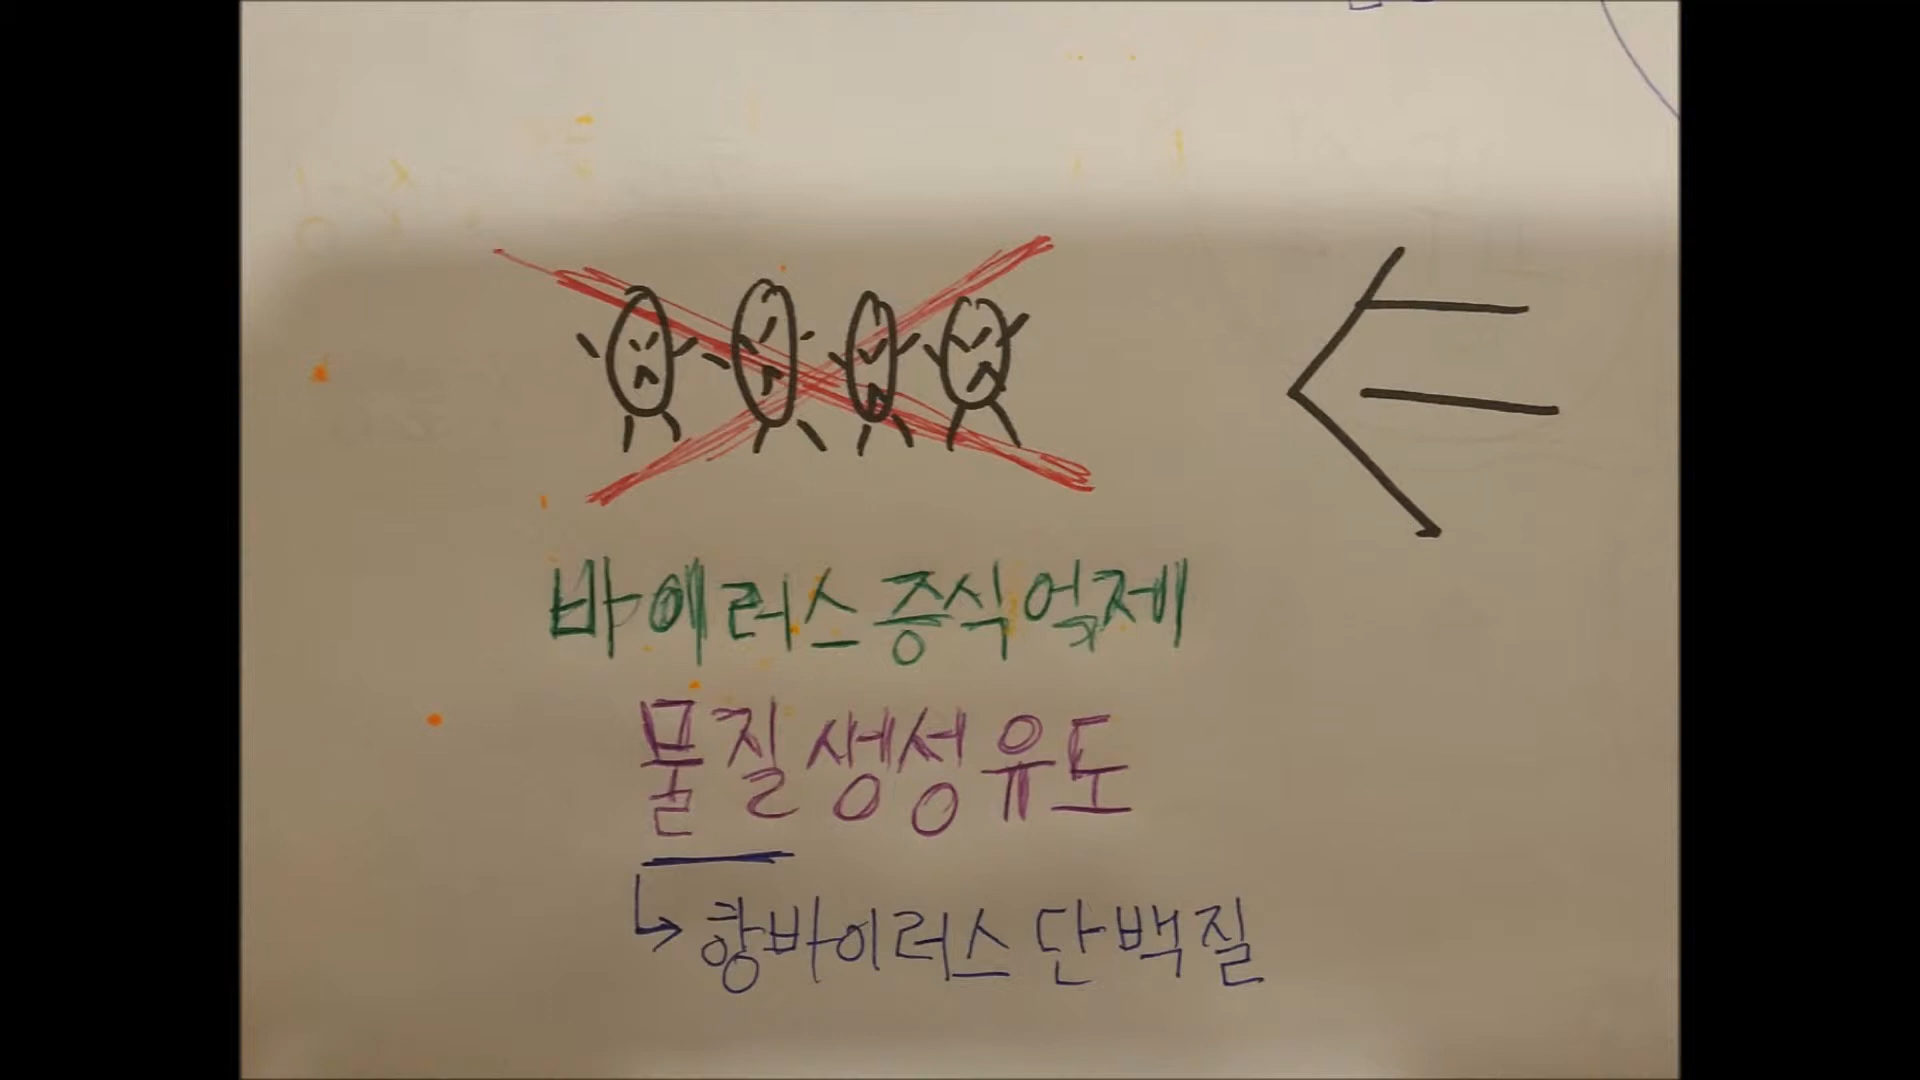 바이러스 증식 억제
물질 생성 유도
항바이러스 단백질